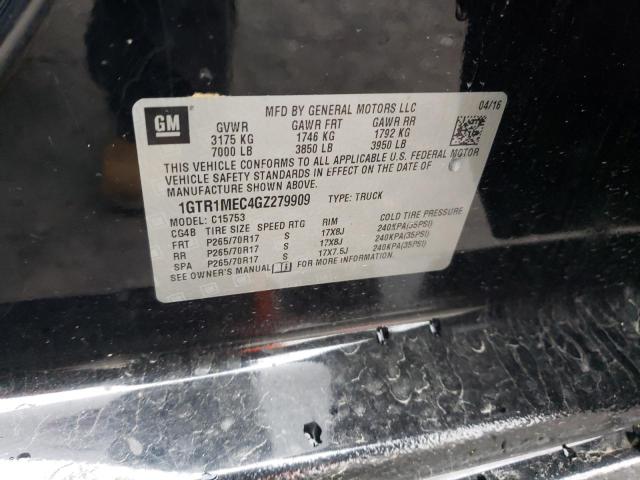 GM
MFD BY GENERAL MOTORS LLC 04/16
GVWR GAWR FRT GAWR RR
3175 KG 1746 KG 1792 KG
7000 LB 3850 LB 3950 LB
THIS VEHICLE CONFORMS TO ALL APPLICABLE U.S. FEDERAL MOTOR
VEHICLE SAFETY STANDARDS IN EFFECT ON THE DATE OF
MANUFACTURE SHOWN ABOVE.
1GTR1MEC4GZ279909 TYPE: TRUCK
MODEL: C15753
CG4B TIRE SIZE SPEED RTG RIM COLD TIRE PRESSURE
FRT P265/70R17 S 17X8J 240KPA(35PSI)
RR P265/70R17 S 17X8J 240KPA(35PSI)
SPA P265/70R17 S 17X7.5J 240KPA(35PSI)
SEE OWNER'S MANUAL FOR MORE INFORMATION.